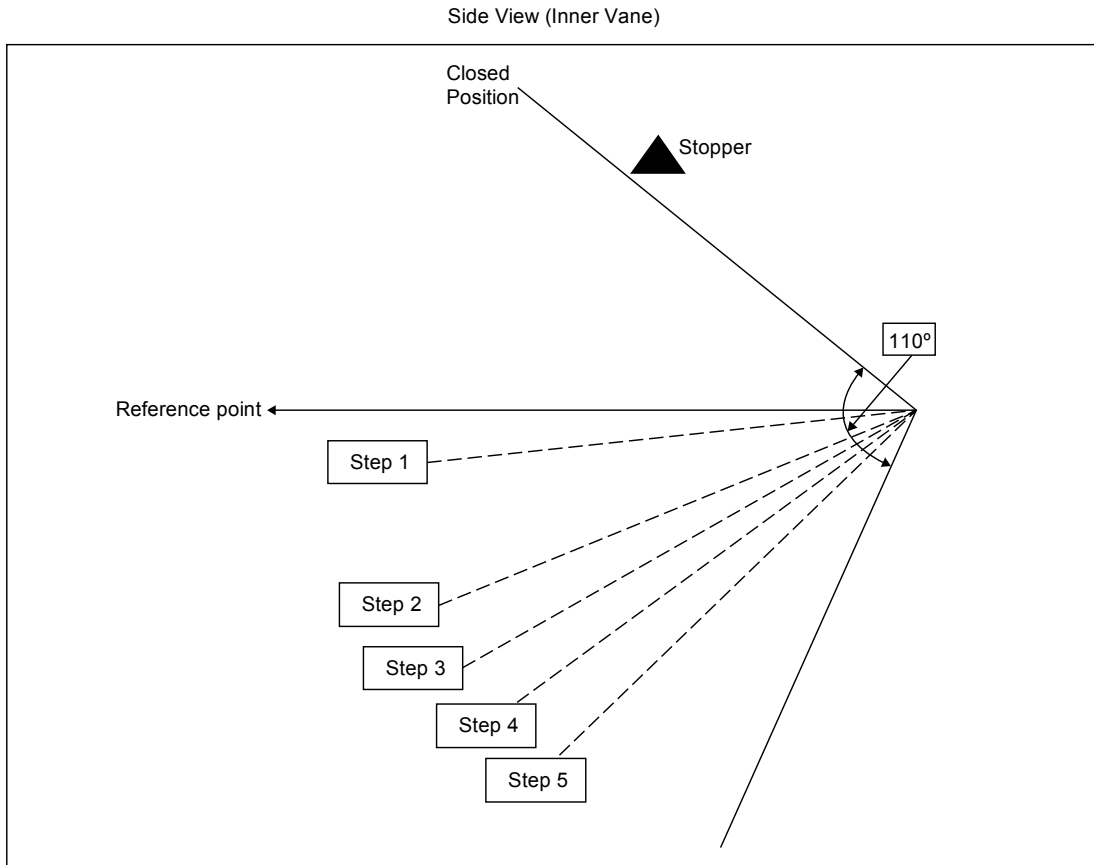 Side View (Inner Vane)
Closed
Position
Stopper
110º
Reference point
Step 1
Step 2
Step 3
Step 4
Step 5